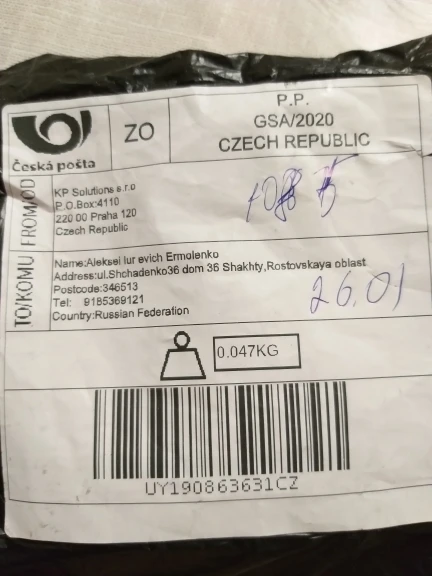 Česká pošta
ZO
P.P.
GSA/2020
CZECH REPUBLIC
FROM/OD
KP Solutions s.r.o
P.O.Box:4110
220 00 Praha 120
Czech Republic
TO/KOMU
Name:Aleksei Iur evich Ermolenko
Address:ul.Shchadenko36 dom 36 Shakhty,Rostovskaya oblast
Postcode:346513
Tel: 9185369121
Country:Russian Federation
26.01
0.047KG
UY190863631CZ